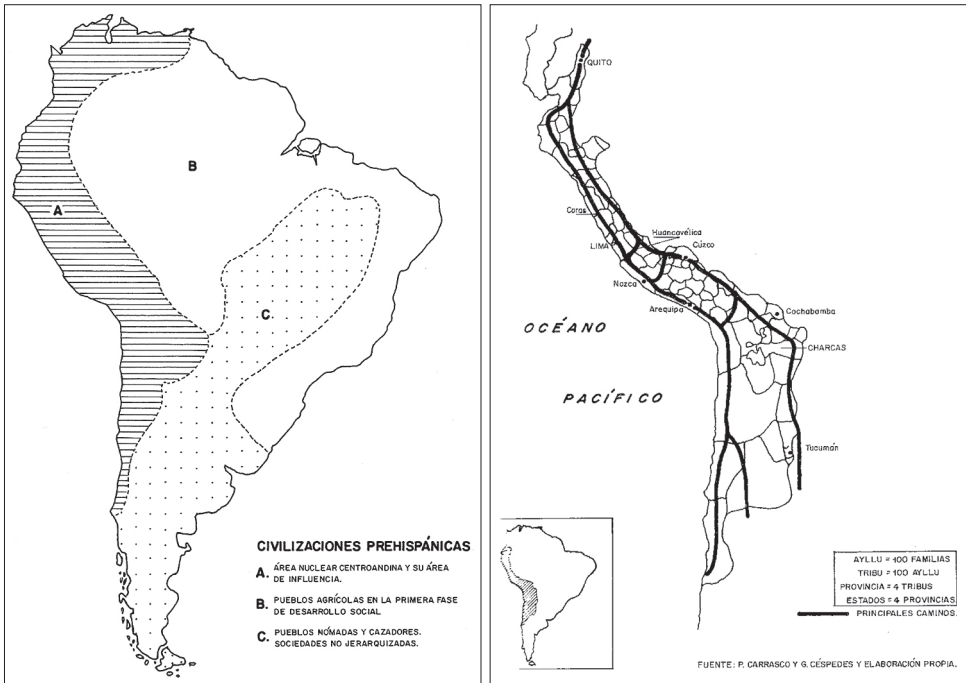 A
B
C
CIVILIZACIONES PREHISPÁNICAS
A. ÁREA NUCLEAR CENTROANDINA Y SU ÁREA
DE INFLUENCIA.
B. PUEBLOS AGRÍCOLAS EN LA PRIMERA FASE
DE DESARROLLO SOCIAL
C. PUEBLOS NÓMADAS Y CAZADORES.
SOCIEDADES NO JERARQUIZADAS.
QUITO
Caras
Huancavélica
LIMA
Cúzco
Nazca
Arequipa
Cochabamba
OCÉANO
CHARCAS
PACÍFICO
Tucumán
AYLLU = 100 FAMILIAS
TRIBU = 100 AYLLU
PROVINCIA = 4 TRIBUS
ESTADOS = 4 PROVINCIAS
PRINCIPALES CAMINOS.
FUENTE: P. CARRASCO Y G. CÉSPEDES Y ELABORACIÓN PROPIA.